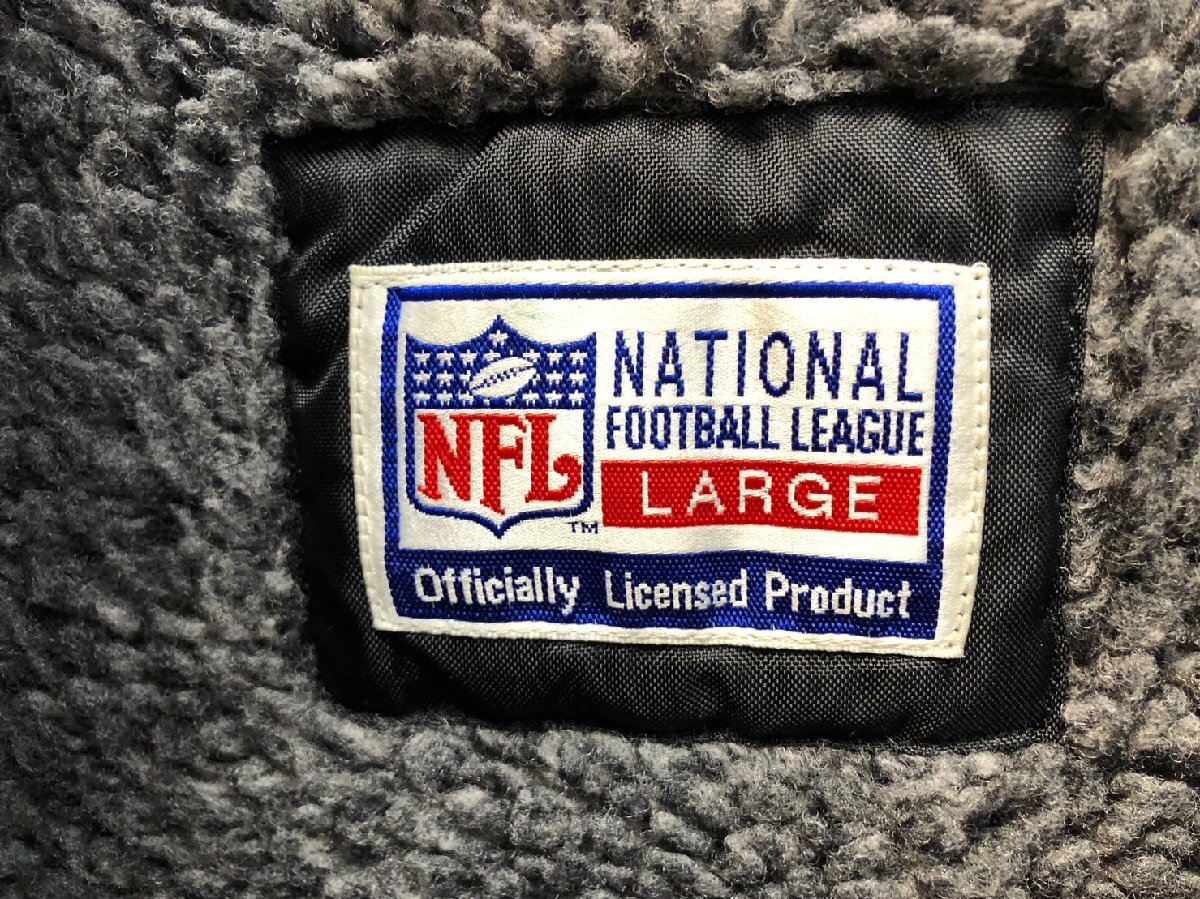 NFL
TM
NATIONAL
FOOTBALL LEAGUE
LARGE
Officially Licensed Product